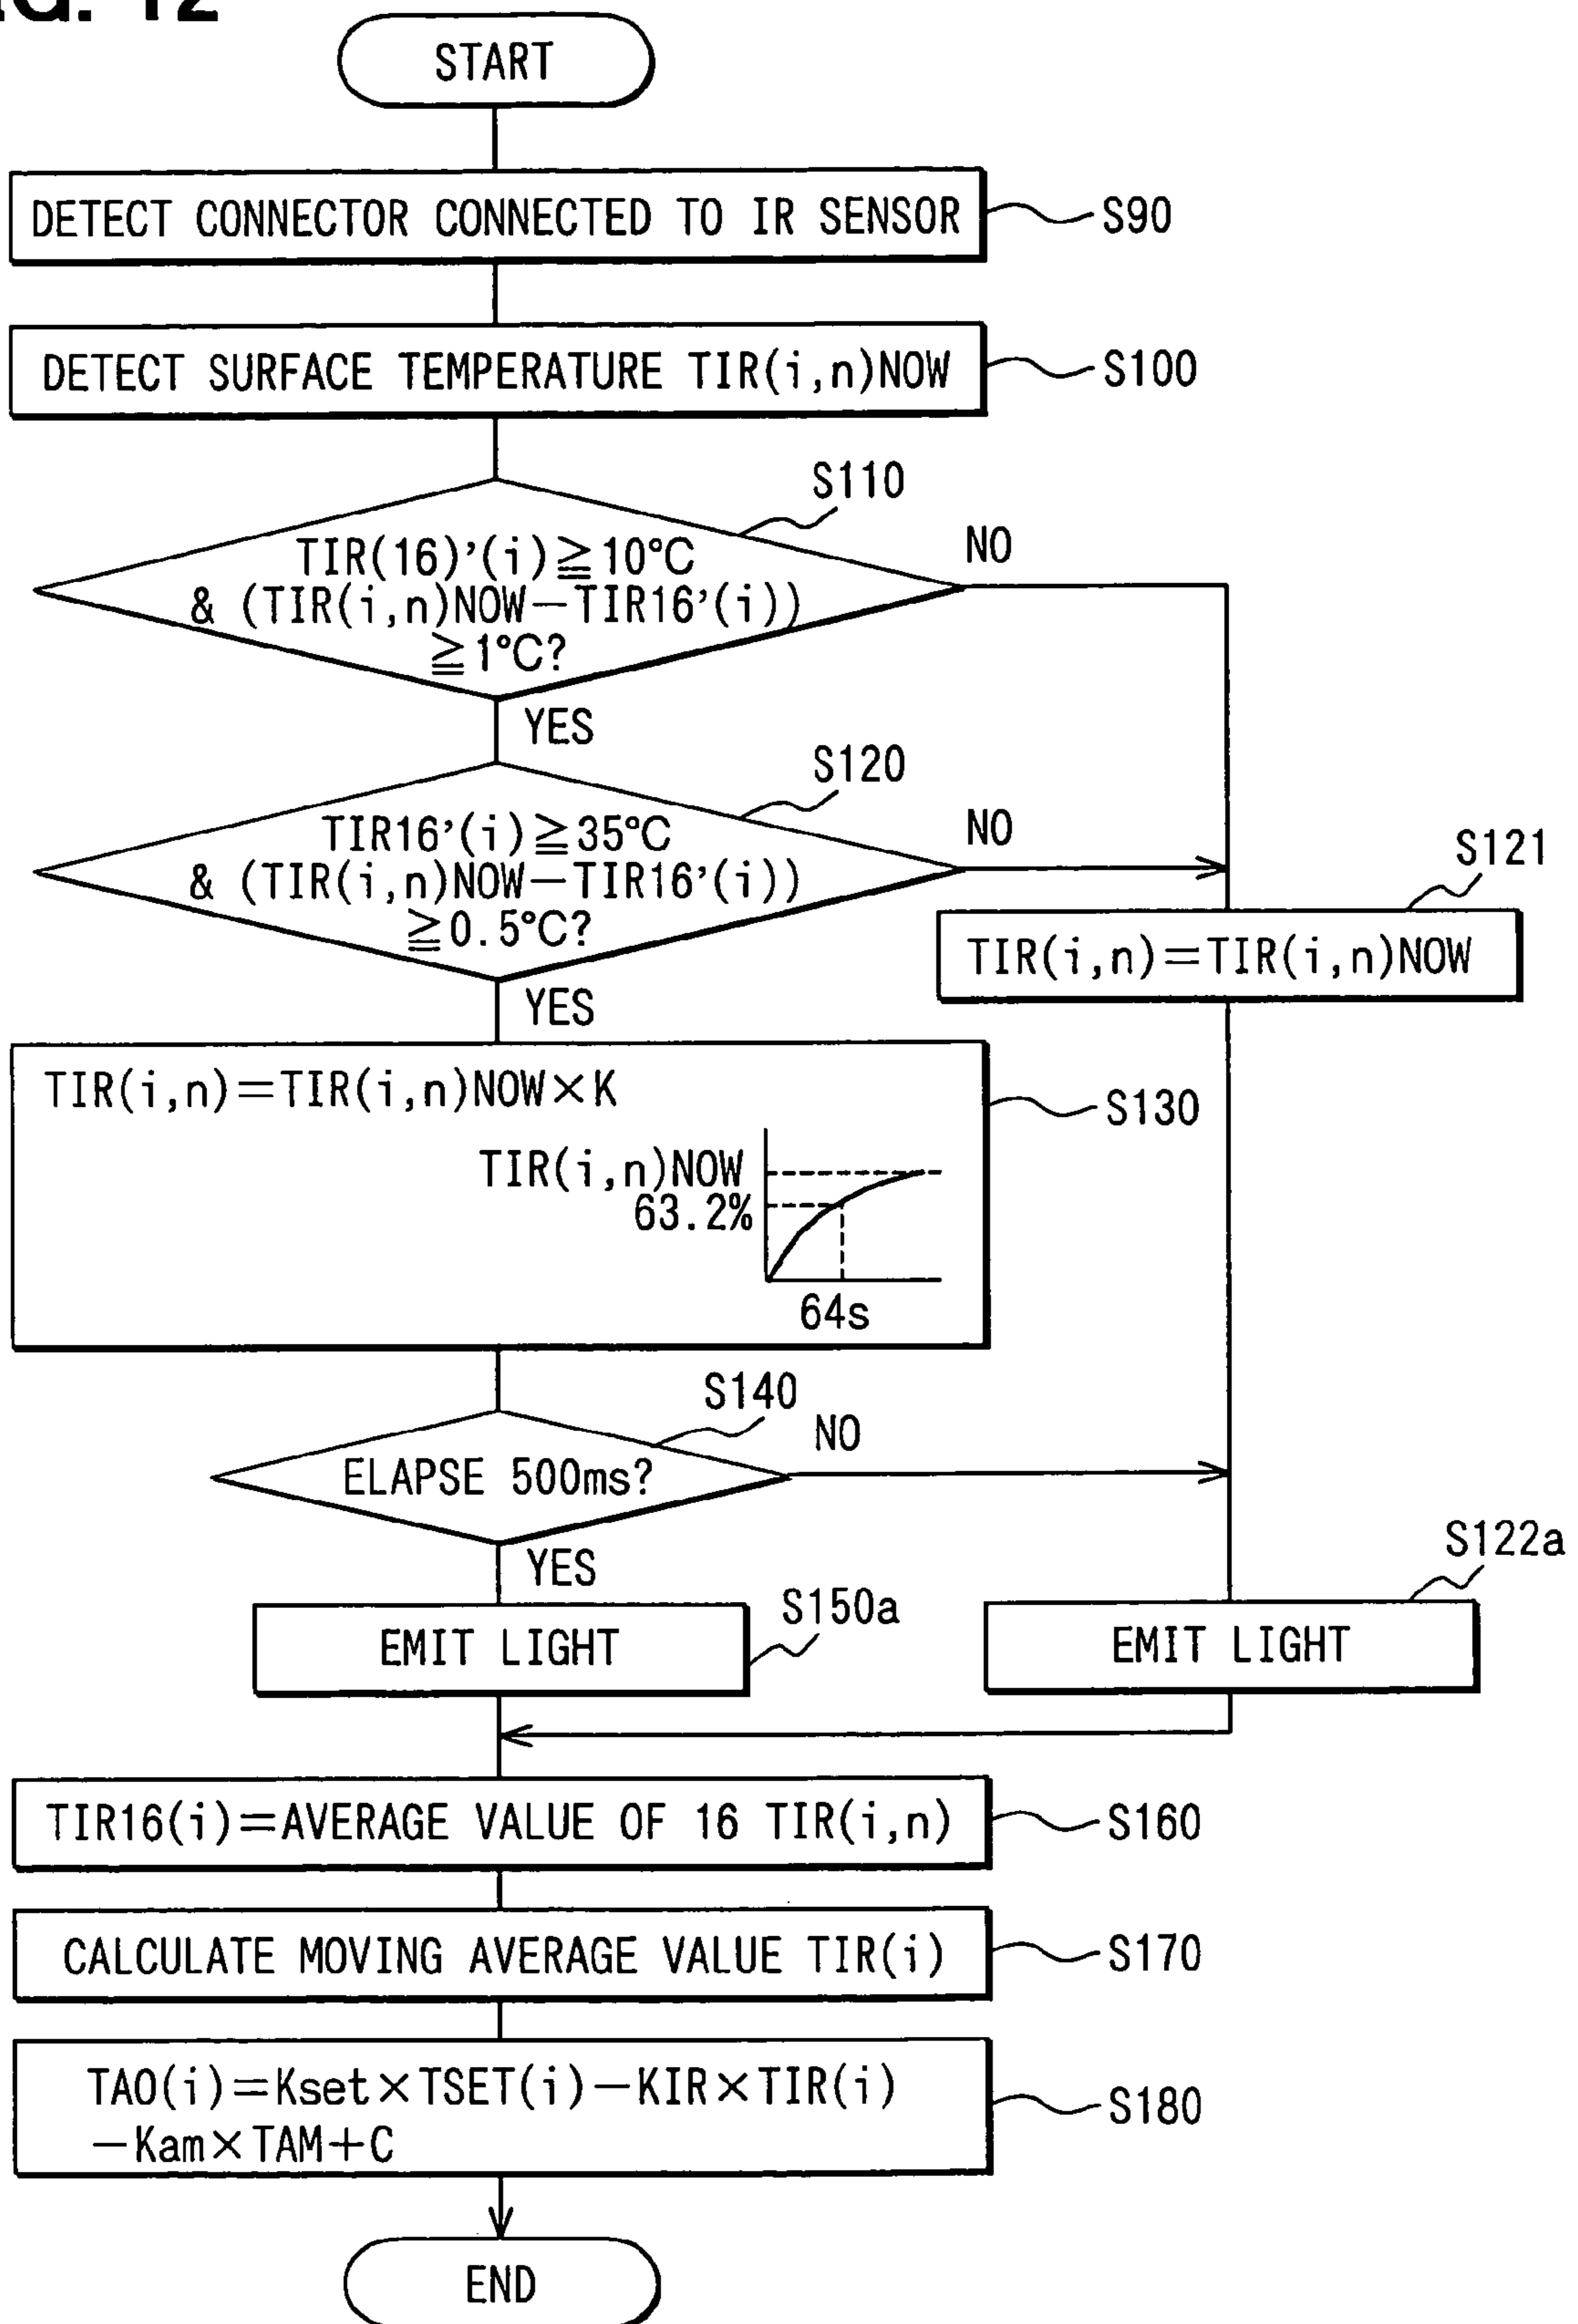 12
START
DETECT CONNECTOR CONNECTED TO IR SENSOR
S90
DETECT SURFACE TEMPERATURE TIR(i,n)NOW
S100
S110
TIR(16)’(i)≧10°C
& (TIR(i,n)NOW−TIR16’(i))
≧1°C?
NO
YES
S120
TIR16’(i)≧35°C
& (TIR(i,n)NOW−TIR16’(i))
≧0.5°C?
NO
YES
S121
TIR(i,n)=TIR(i,n)NOW
TIR(i,n)=TIR(i,n)NOW×K
S130
TIR(i,n)NOW
63.2%
64s
S140
ELAPSE 500ms?
NO
YES
S150a
EMIT LIGHT
S122a
EMIT LIGHT
TIR16(i)=AVERAGE VALUE OF 16 TIR(i,n)
S160
CALCULATE MOVING AVERAGE VALUE TIR(i)
S170
TAO(i)=Kset×TSET(i)−KIR×TIR(i)
−Kam×TAM+C
S180
END